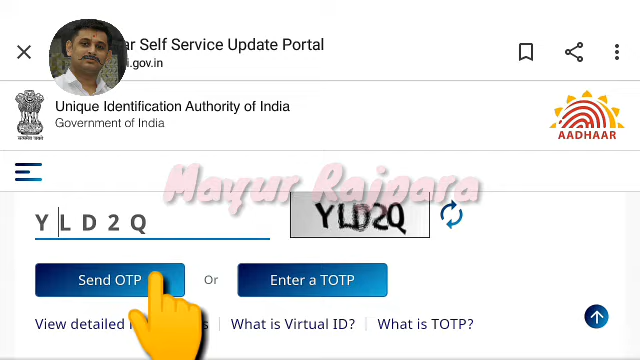 ar Self Service Update Portal
i.gov.in
Unique Identification Authority of India
Government of India
AADHAAR
Mayur Rajpara
Y L D 2 Q
YLD2Q
Send OTP Or Enter a TOTP
View detailed What is Virtual ID? What is TOTP?